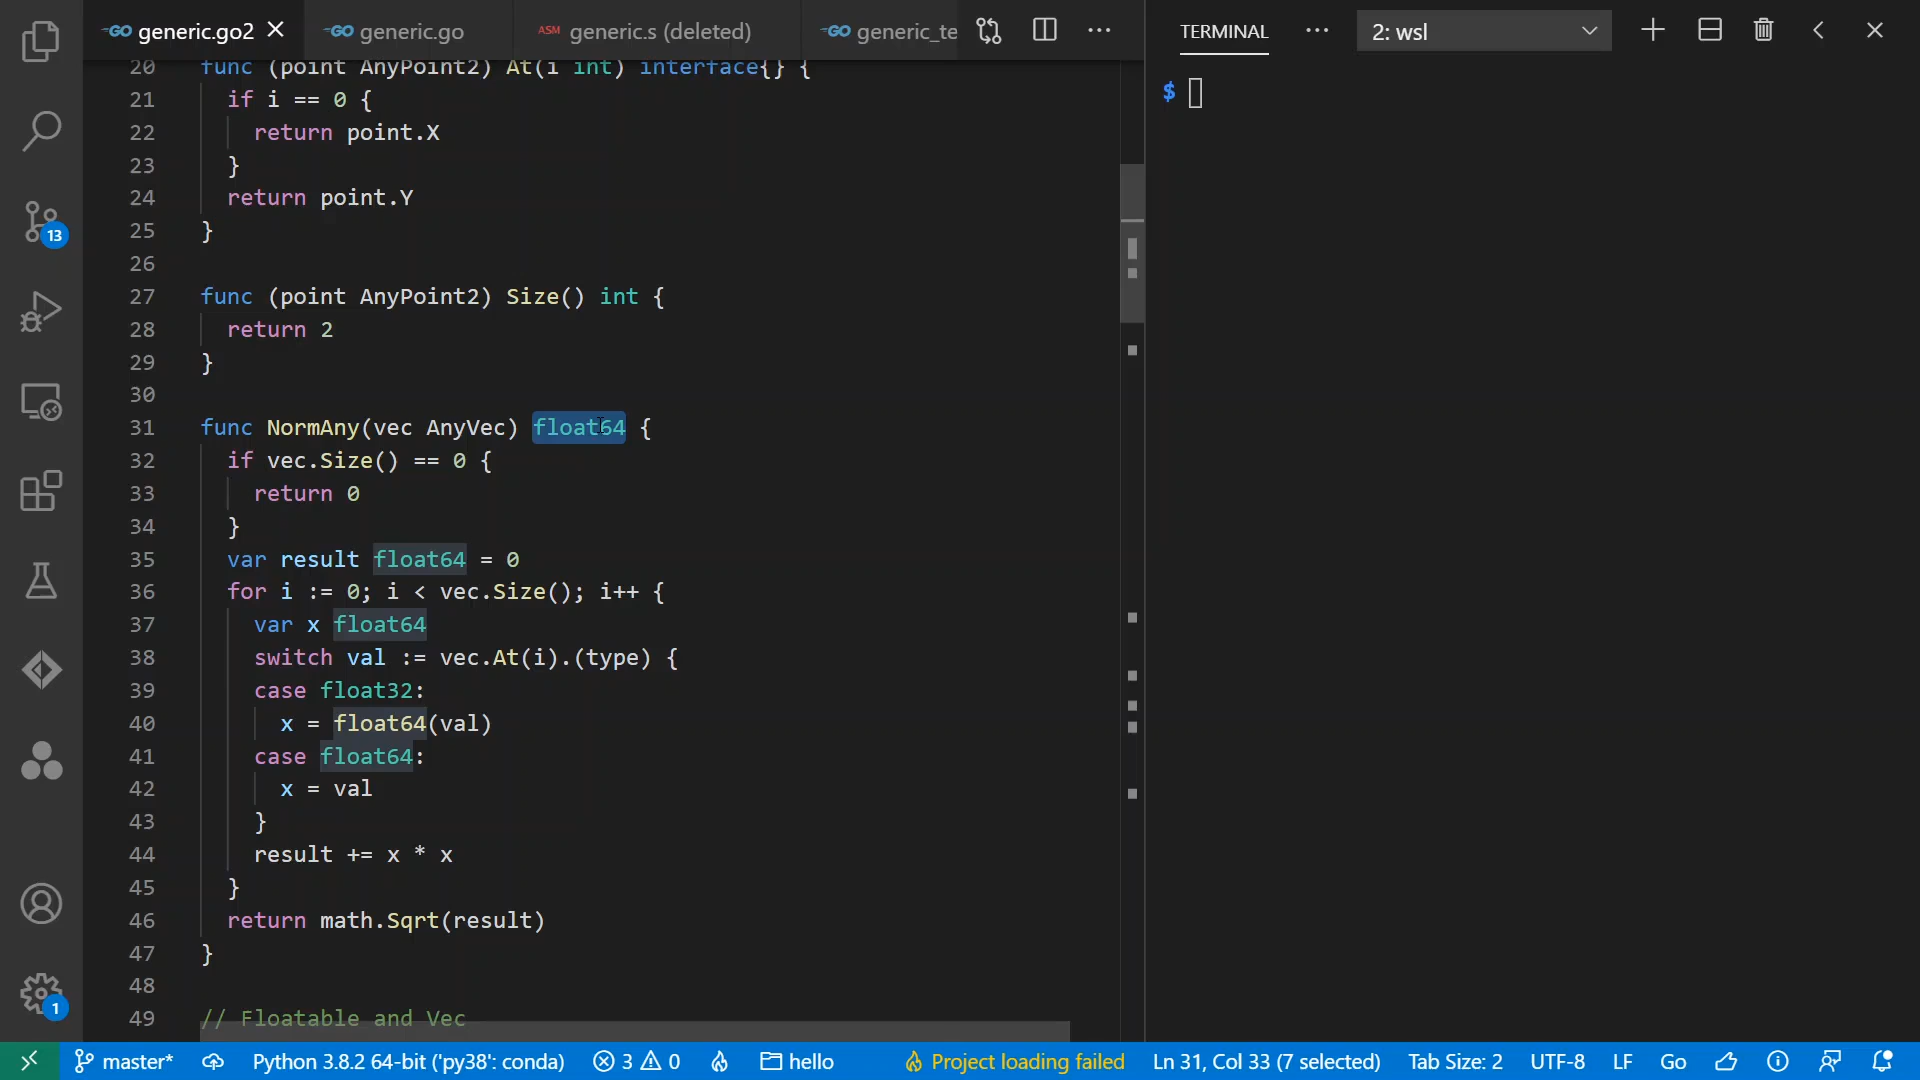 GO generic.go2
GO generic.go
ASM generic.s (deleted)
GO generic_te
TERMINAL
2: wsl
$
20 func (point AnyPoint2) At(i int) interface{} {
21 if i == 0 {
22 return point.X
23 }
24 return point.Y
25 }
26
27 func (point AnyPoint2) Size() int {
28 return 2
29 }
30
31 func NormAny(vec AnyVec) float64 {
32 if vec.Size() == 0 {
33 return 0
34 }
35 var result float64 = 0
36 for i := 0; i < vec.Size(); i++ {
37 var x float64
38 switch val := vec.At(i).(type) {
39 case float32:
40 x = float64(val)
41 case float64:
42 x = val
43 }
44 result += x * x
45 }
46 return math.Sqrt(result)
47 }
48
49 // Floatable and Vec
13
1
master*
Python 3.8.2 64-bit ('py38': conda)
3
0
hello
Project loading failed
Ln 31, Col 33 (7 selected)
Tab Size: 2
UTF-8
LF
Go